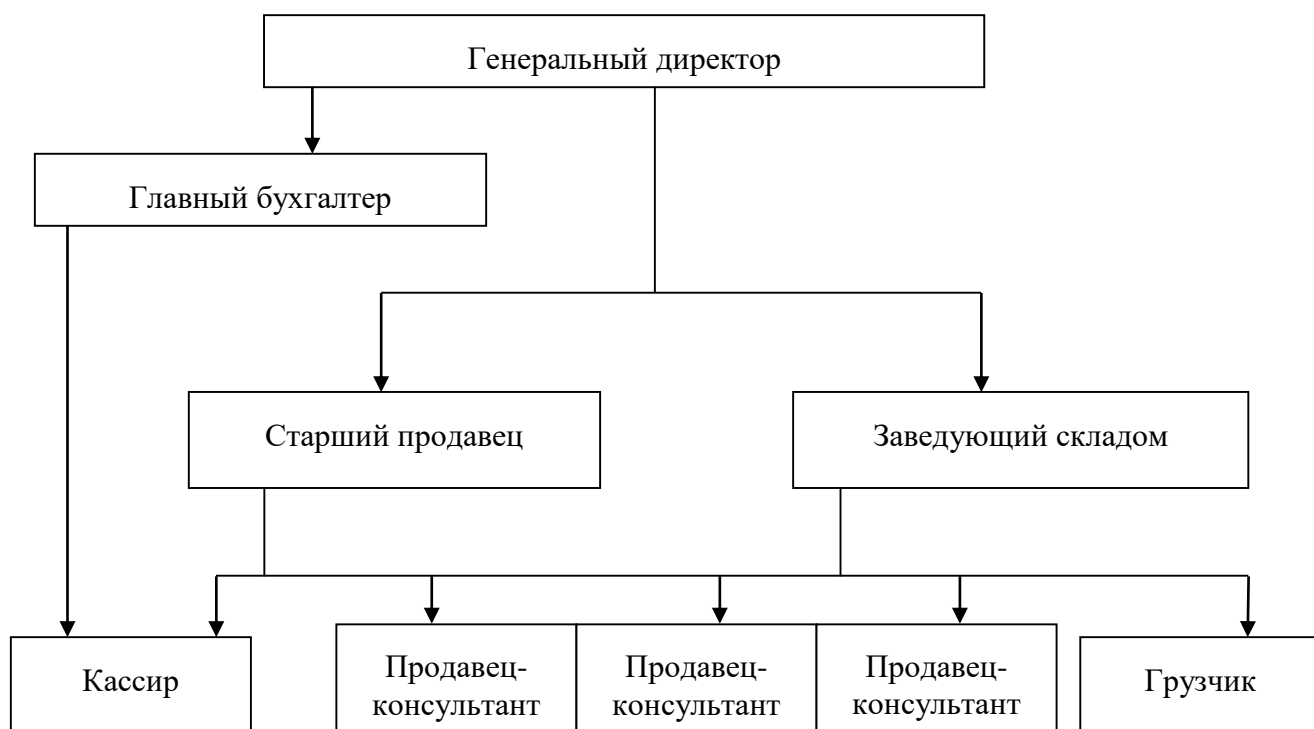 Генеральный директор
Главный бухгалтер
Старший продавец
Заведующий складом
Кассир
Продавец-
консультант
Продавец-
консультант
Продавец-
консультант
Грузчик